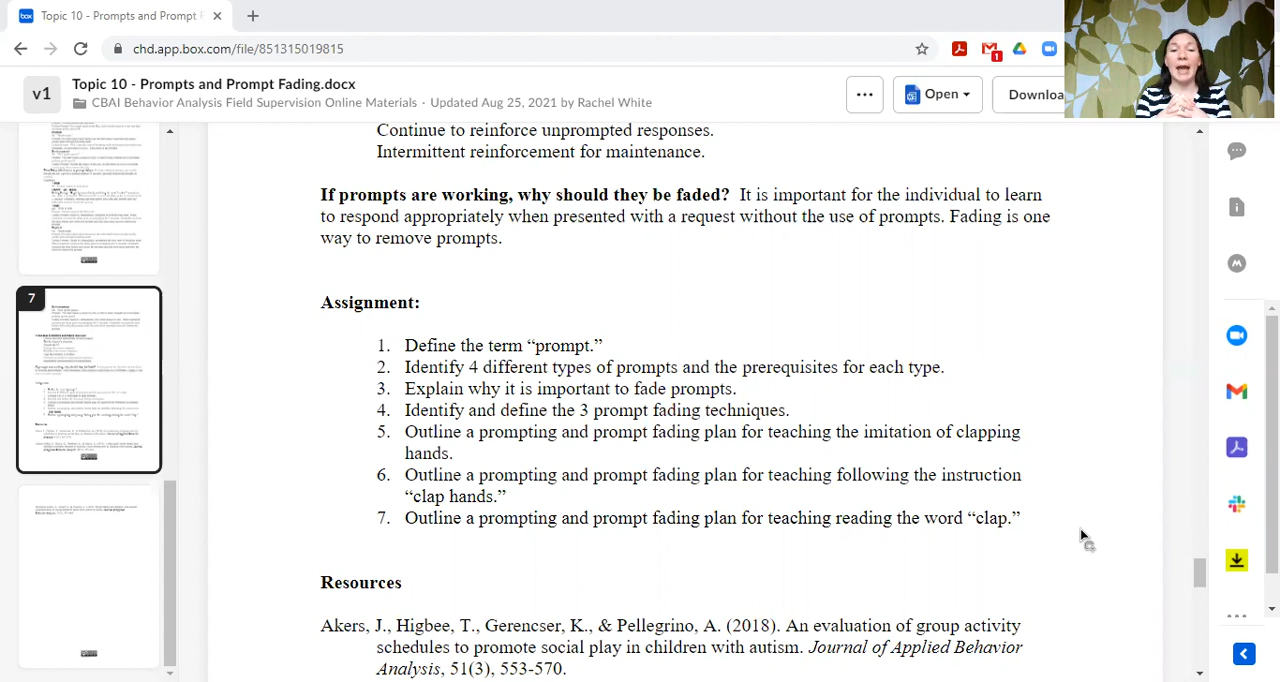 Topic 10 - Prompts and Prompt F
chd.app.box.com/file/851315019815
1
v1
Topic 10 - Prompts and Prompt Fading.docx
CBAI Behavior Analysis Field Supervision Online Materials · Updated Aug 25, 2021 by Rachel White
Open
Downloa
Continue to reinforce unprompted responses.
Intermittent reinforcement for maintenance.
If prompts are working, why should they be faded? It is important for the individual to learn
to respond appropriately when presented with a request without the use of prompts. Fading is one
way to remove prompts.
7
Assignment:
1. Define the term “prompt.”
2. Identify 4 different types of prompts and the prerequisites for each type.
3. Explain why it is important to fade prompts.
4. Identify and define the 3 prompt fading techniques.
5. Outline a prompting and prompt fading plan for teaching the imitation of clapping
hands.
6. Outline a prompting and prompt fading plan for teaching following the instruction
“clap hands.”
7. Outline a prompting and prompt fading plan for teaching reading the word “clap.”
Resources
Akers, J., Higbee, T., Gerencser, K., & Pellegrino, A. (2018). An evaluation of group activity
schedules to promote social play in children with autism. Journal of Applied Behavior
Analysis, 51(3), 553-570.